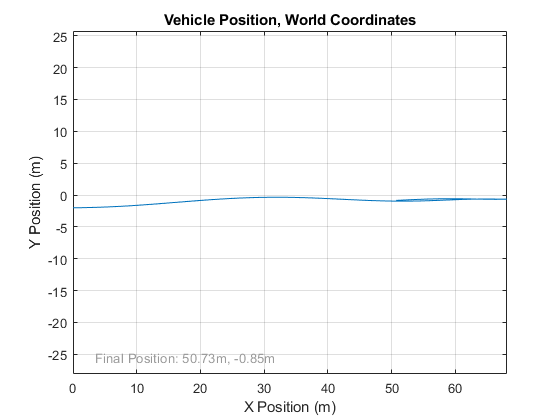 Vehicle Position, World Coordinates
25
20
15
10
5
0
-5
-10
-15
-20
-25
Y Position (m)
Final Position: 50.73m, -0.85m
0 10 20 30 40 50 60
X Position (m)